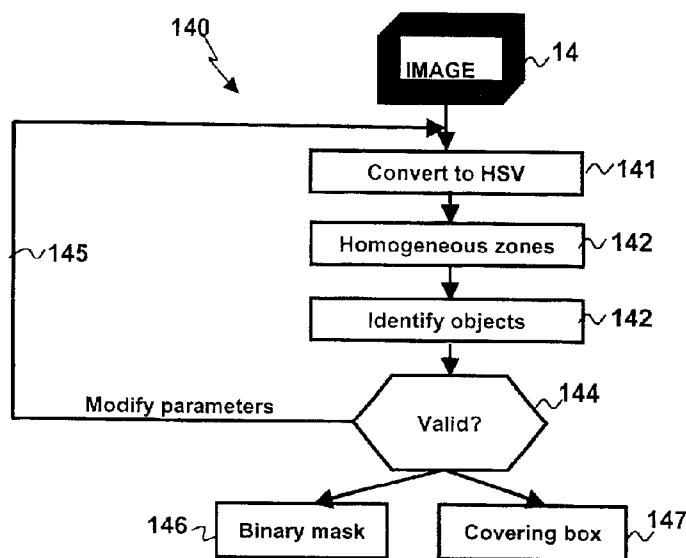 140
14
IMAGE
Convert to HSV
141
Homogeneous zones
142
145
Identify objects
142
Modify parameters
Valid?
144
146
Binary mask
Covering box
147